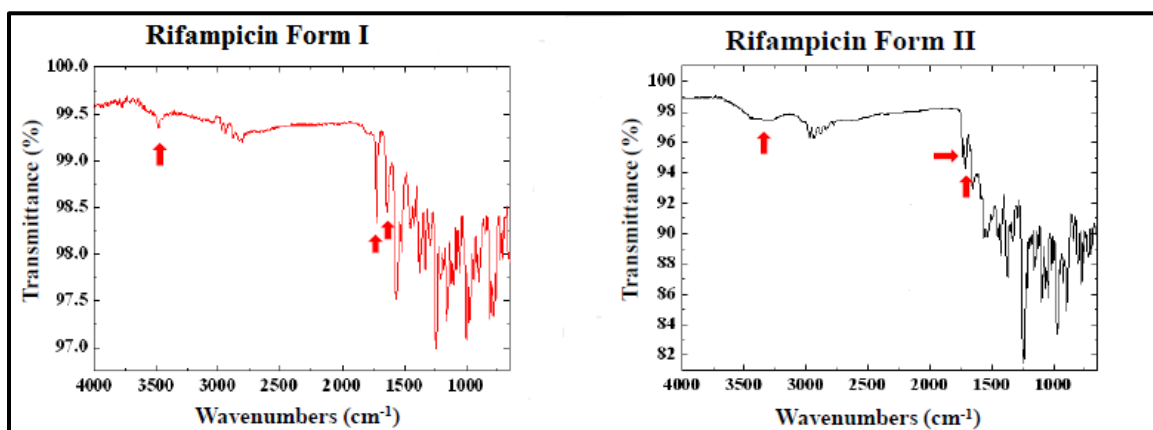 Rifampicin Form I
100.0
99.5
99.0
98.5
98.0
97.5
97.0
Transmittance (%)
4000 3500 3000 2500 2000 1500 1000
Wavenumbers (cm-1)
Rifampicin Form II
100
98
96
94
92
90
88
86
84
82
Transmittance (%)
4000 3500 3000 2500 2000 1500 1000
Wavenumbers (cm-1)